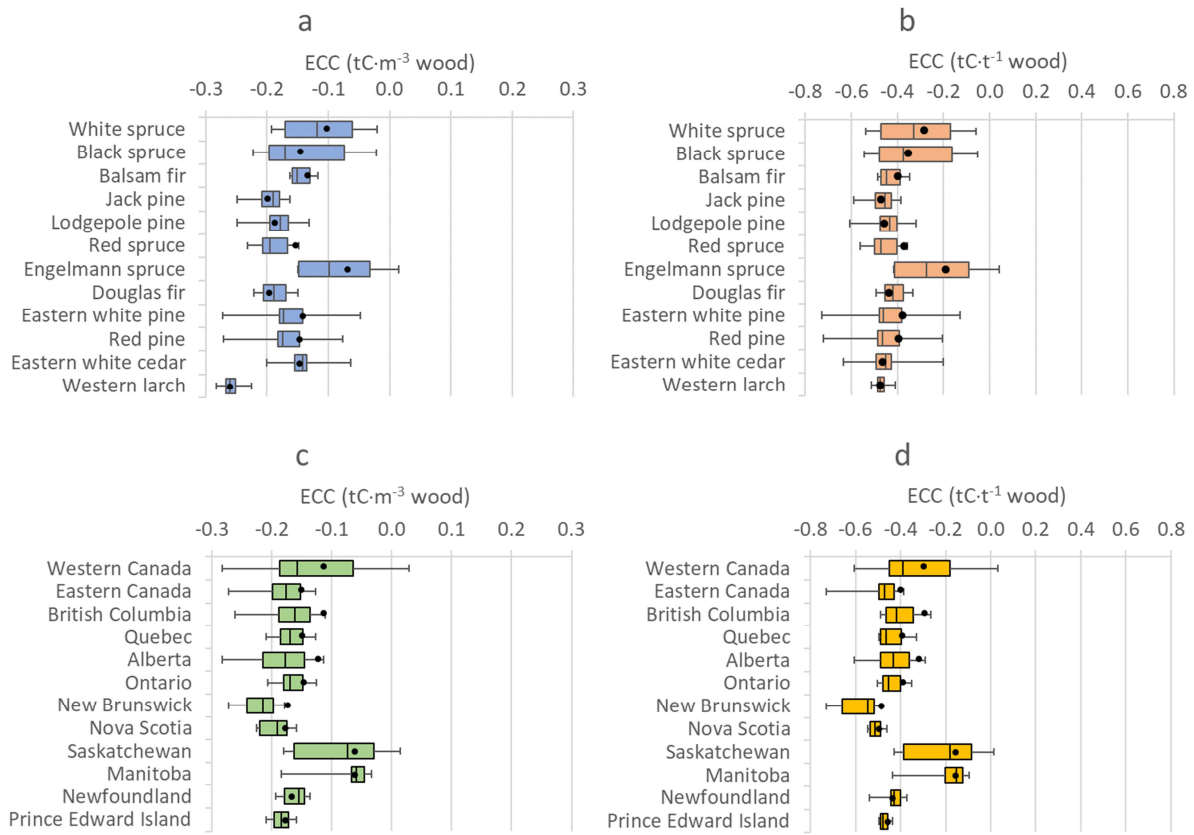 a
ECC (tC·m⁻³ wood)
-0.3 -0.2 -0.1 0.0 0.1 0.2 0.3
White spruce
Black spruce
Balsam fir
Jack pine
Lodgepole pine
Red spruce
Engelmann spruce
Douglas fir
Eastern white pine
Red pine
Eastern white cedar
Western larch
b
ECC (tC·t⁻¹ wood)
-0.8 -0.6 -0.4 -0.2 0.0 0.2 0.4 0.6 0.8
White spruce
Black spruce
Balsam fir
Jack pine
Lodgepole pine
Red spruce
Engelmann spruce
Douglas fir
Eastern white pine
Red pine
Eastern white cedar
Western larch
c
ECC (tC·m⁻³ wood)
-0.3 -0.2 -0.1 0.0 0.1 0.2 0.3
Western Canada
Eastern Canada
British Columbia
Quebec
Alberta
Ontario
New Brunswick
Nova Scotia
Saskatchewan
Manitoba
Newfoundland
Prince Edward Island
d
ECC (tC·t⁻¹ wood)
-0.8 -0.6 -0.4 -0.2 0.0 0.2 0.4 0.6 0.8
Western Canada
Eastern Canada
British Columbia
Quebec
Alberta
Ontario
New Brunswick
Nova Scotia
Saskatchewan
Manitoba
Newfoundland
Prince Edward Island